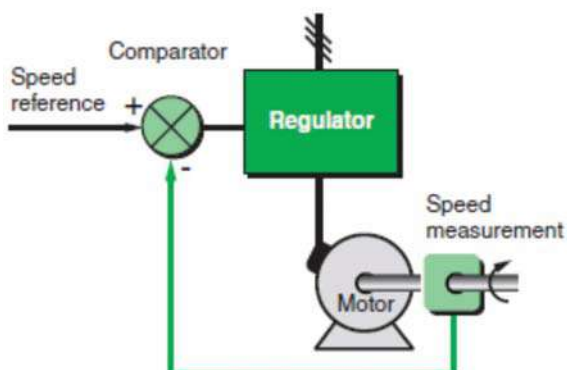 Comparator
Speed
reference
+
-
Regulator
Speed
measurement
Motor